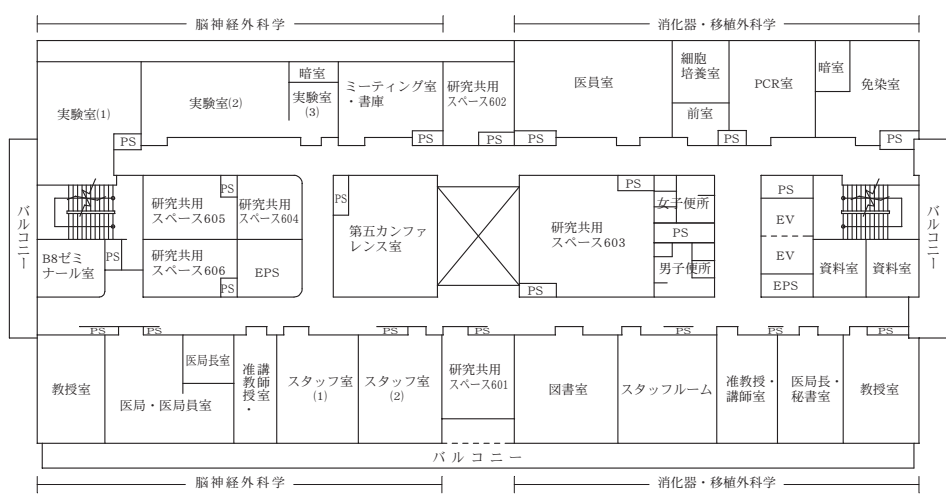 脳神経外科学
消化器・移植外科学
実験室(1)
実験室(2)
暗室
実験室
(3)
ミーティング室
・書庫
研究共用
スペース602
医員室
細胞
培養室
前室
PCR室
暗室
免染室
PS
PS
PS
PS
PS
PS
バルコニー
B8ゼミ
ナール室
PS
研究共用
スペース605
PS
研究共用
スペース604
研究共用
スペース606
PS
EPS
PS
第五カンファ
レンス室
研究共用
スペース603
PS
PS
女子便所
PS
男子便所
PS
EV
EV
EPS
資料室
資料室
バルコニー
PS
PS
PS
PS
PS
PS
PS
教授室
医局・医局員室
医局長室
准教授室・
講師室
スタッフ室
(1)
スタッフ室
(2)
研究共用
スペース601
図書室
スタッフルーム
准教授・
講師室
医局長・
秘書室
教授室
バルコニー
脳神経外科学
消化器・移植外科学